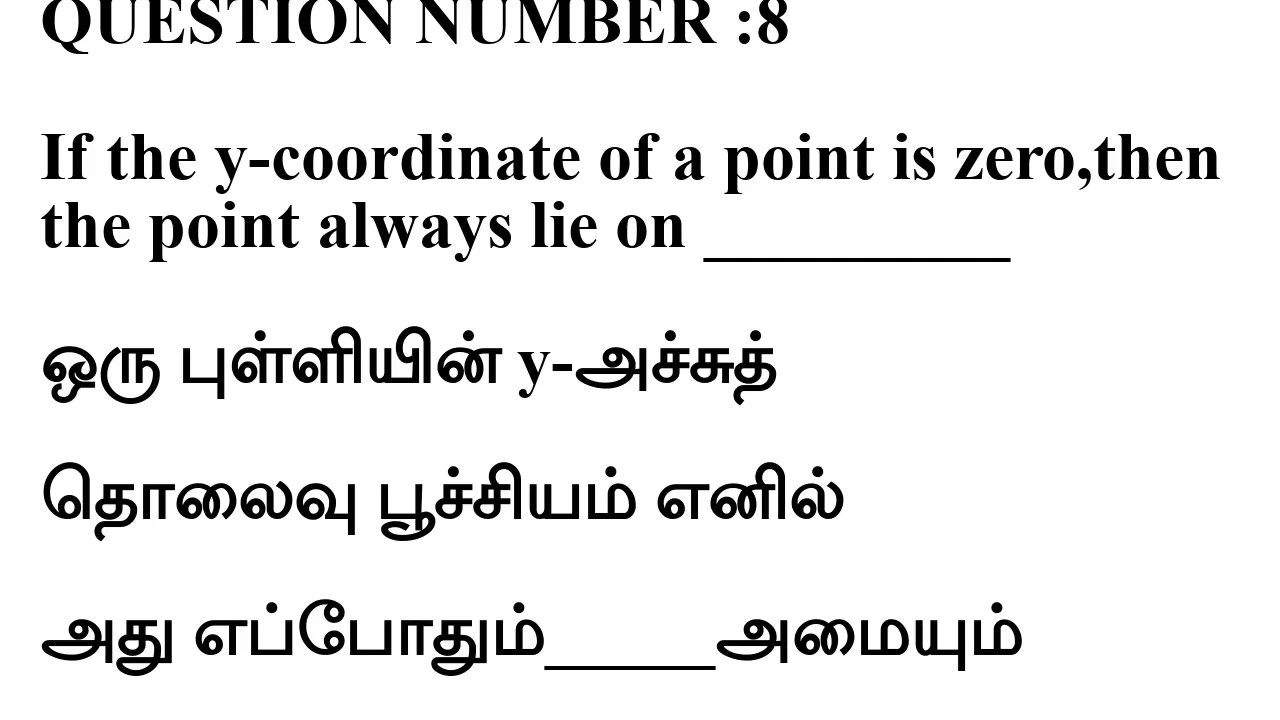 QUESTION NUMBER :8
If the y-coordinate of a point is zero,then
the point always lie on _________
ஒரு புள்ளியின் y-அச்சுத்
தொலைவு பூச்சியம் எனில்
அது எப்போதும்_____அமையும்